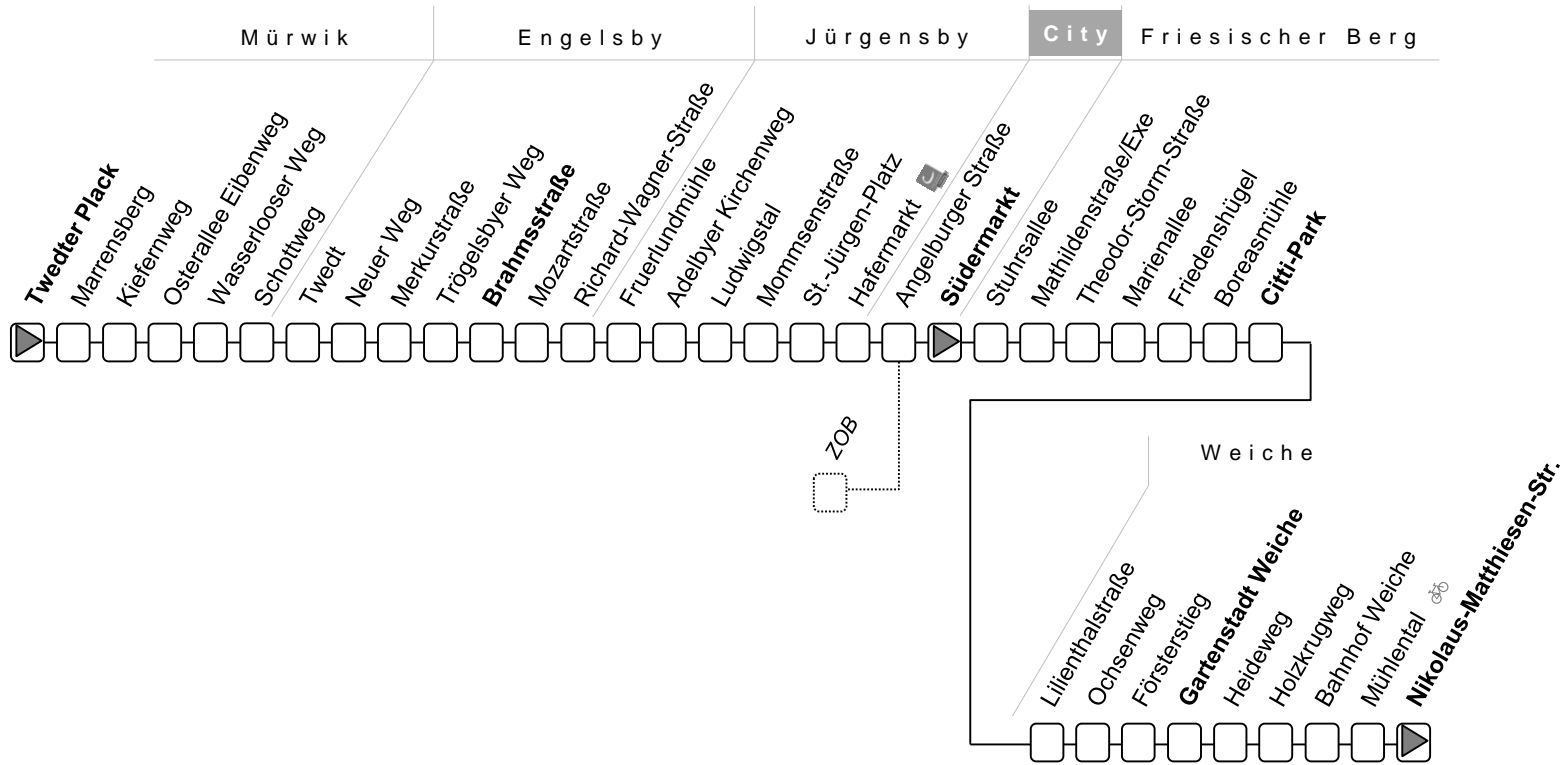 Mürwik
Engelsby
Jürgensby
City
Friesischer Berg
Twedter Plack
Marrensberg
Kiefernweg
Osterallee Eibenweg
Wasserlooser Weg
Schottweg
Twedt
Neuer Weg
Merkurstraße
Trögelsbyer Weg
Brahmsstraße
Mozartstraße
Richard-Wagner-Straße
Fruerlundmühle
Adelbyer Kirchenweg
Ludwigstal
Mommsenstraße
St.-Jürgen-Platz
Hafermarkt
Angelburger Straße
Südermarkt
Stuhrsallee
Mathildenstraße/Exe
Theodor-Storm-Straße
Marienallee
Friedenshügel
Boreasmühle
Citti-Park
ZOB
Weiche
Lilienthalstraße
Ochsenweg
Försterstieg
Gartenstadt Weiche
Heideweg
Holzkrugweg
Bahnhof Weiche
Mühlental
Nikolaus-Matthiesen-Str.